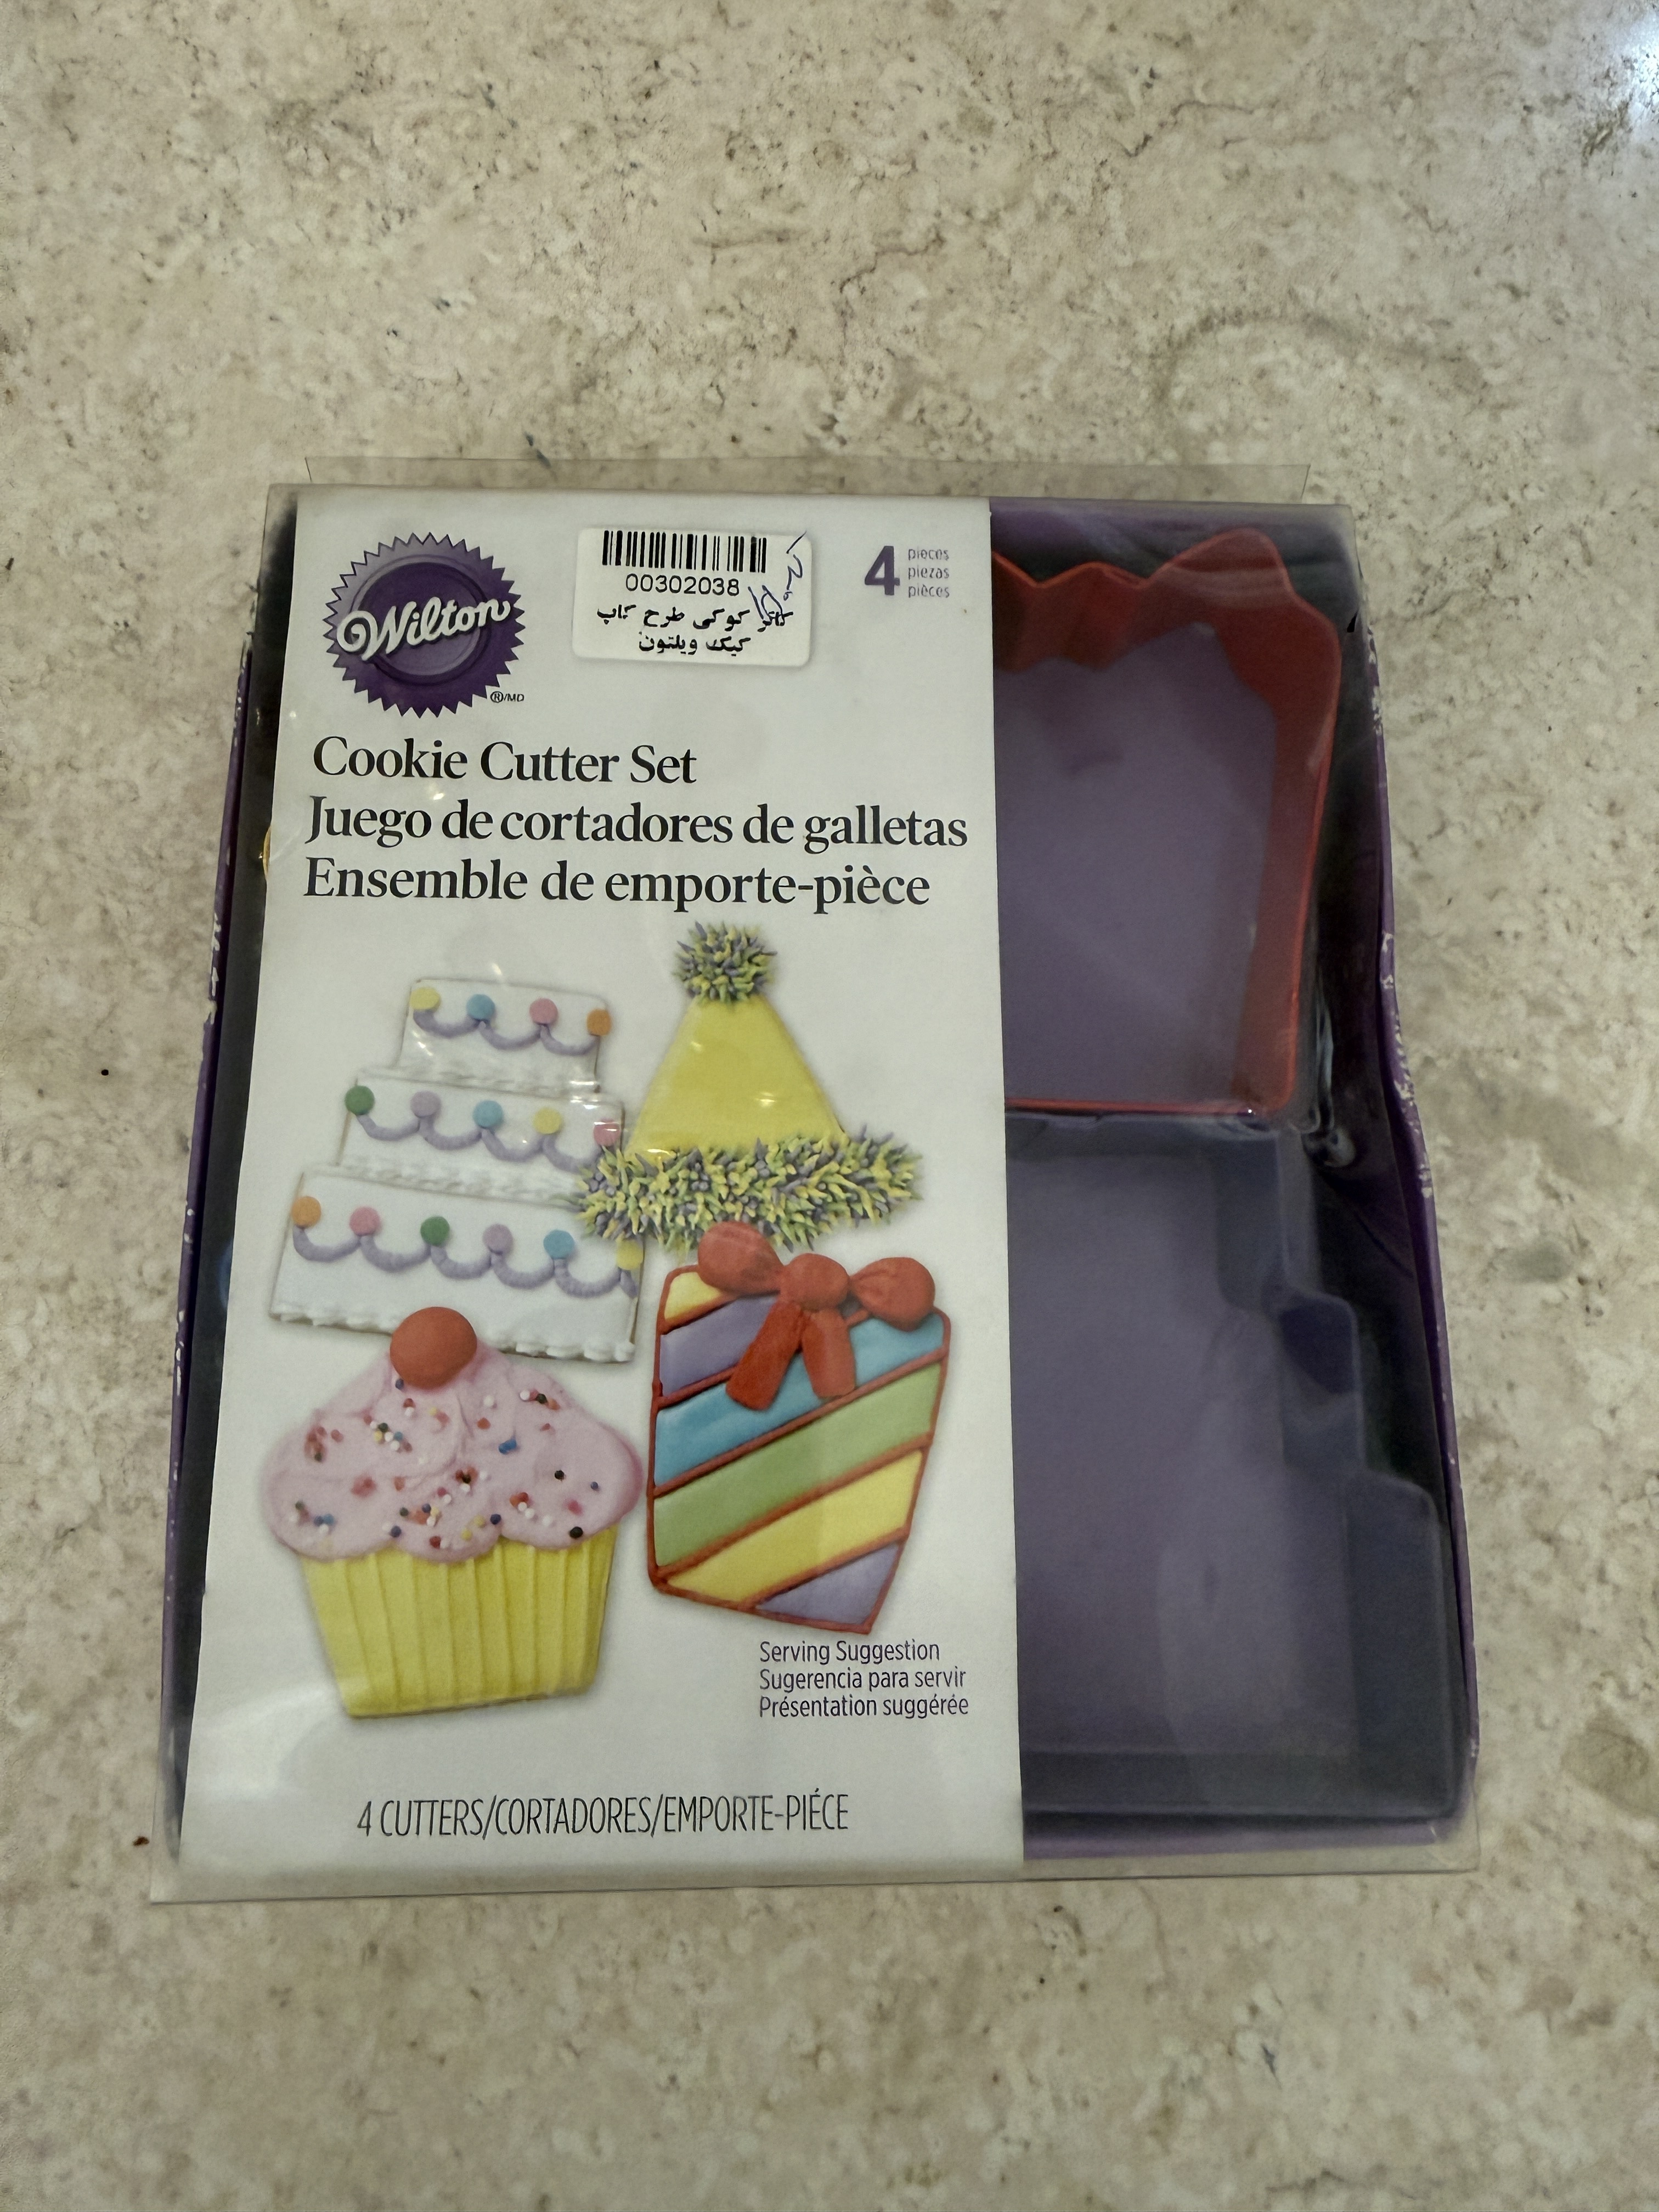 Wilton
®/MD
00302038
کاتر کوکی طرح کاپ
کیک ویلتون
4 pieces
piezas
pièces
Cookie Cutter Set
Juego de cortadores de galletas
Ensemble de emporte-pièce
Serving Suggestion
Sugerencia para servir
Présentation suggérée
4 CUTTERS/CORTADORES/EMPORTE-PIÉCE